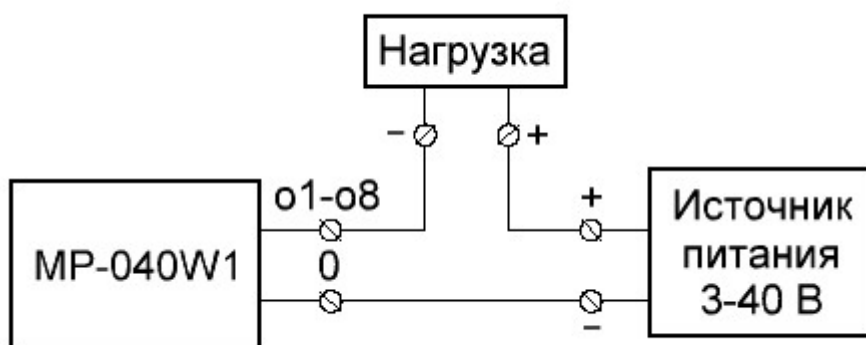 Нагрузка
− +
o1-o8
+
MP-040W1
0
Источник
питания
3-40 В
−